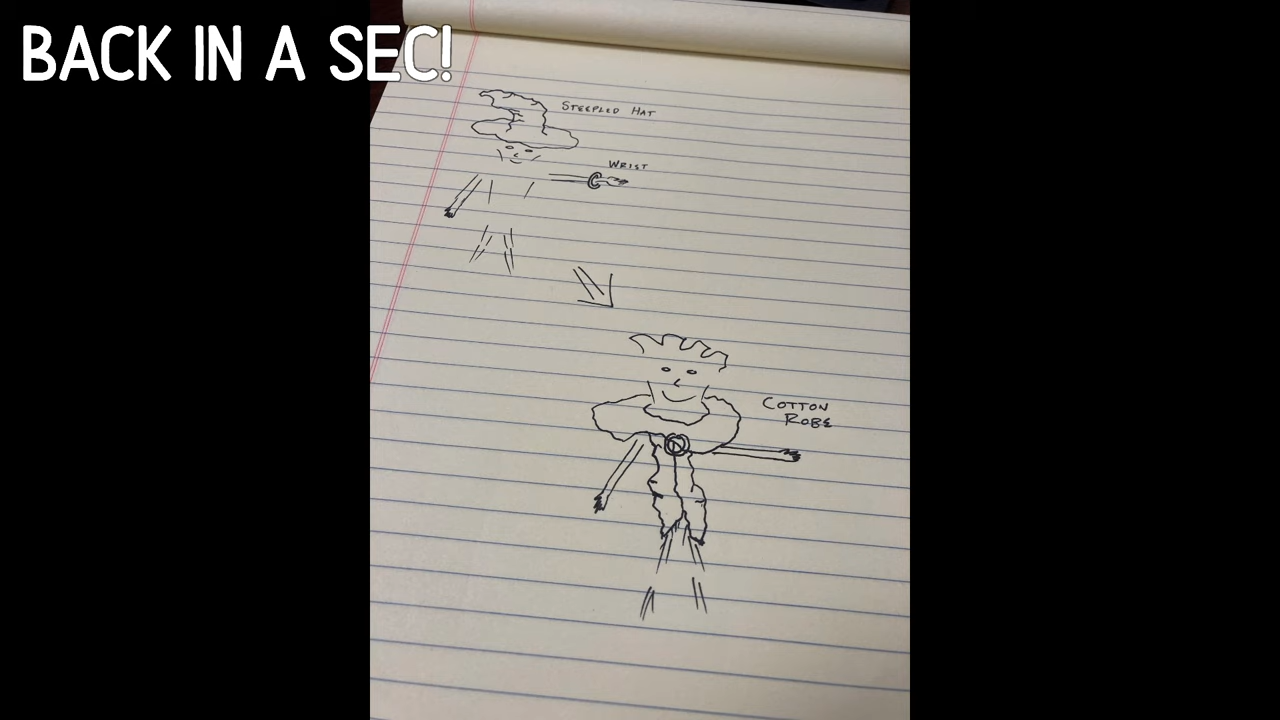 BACK IN A SEC!
STEEPLED HAT
WRIST
COTTON
ROBE